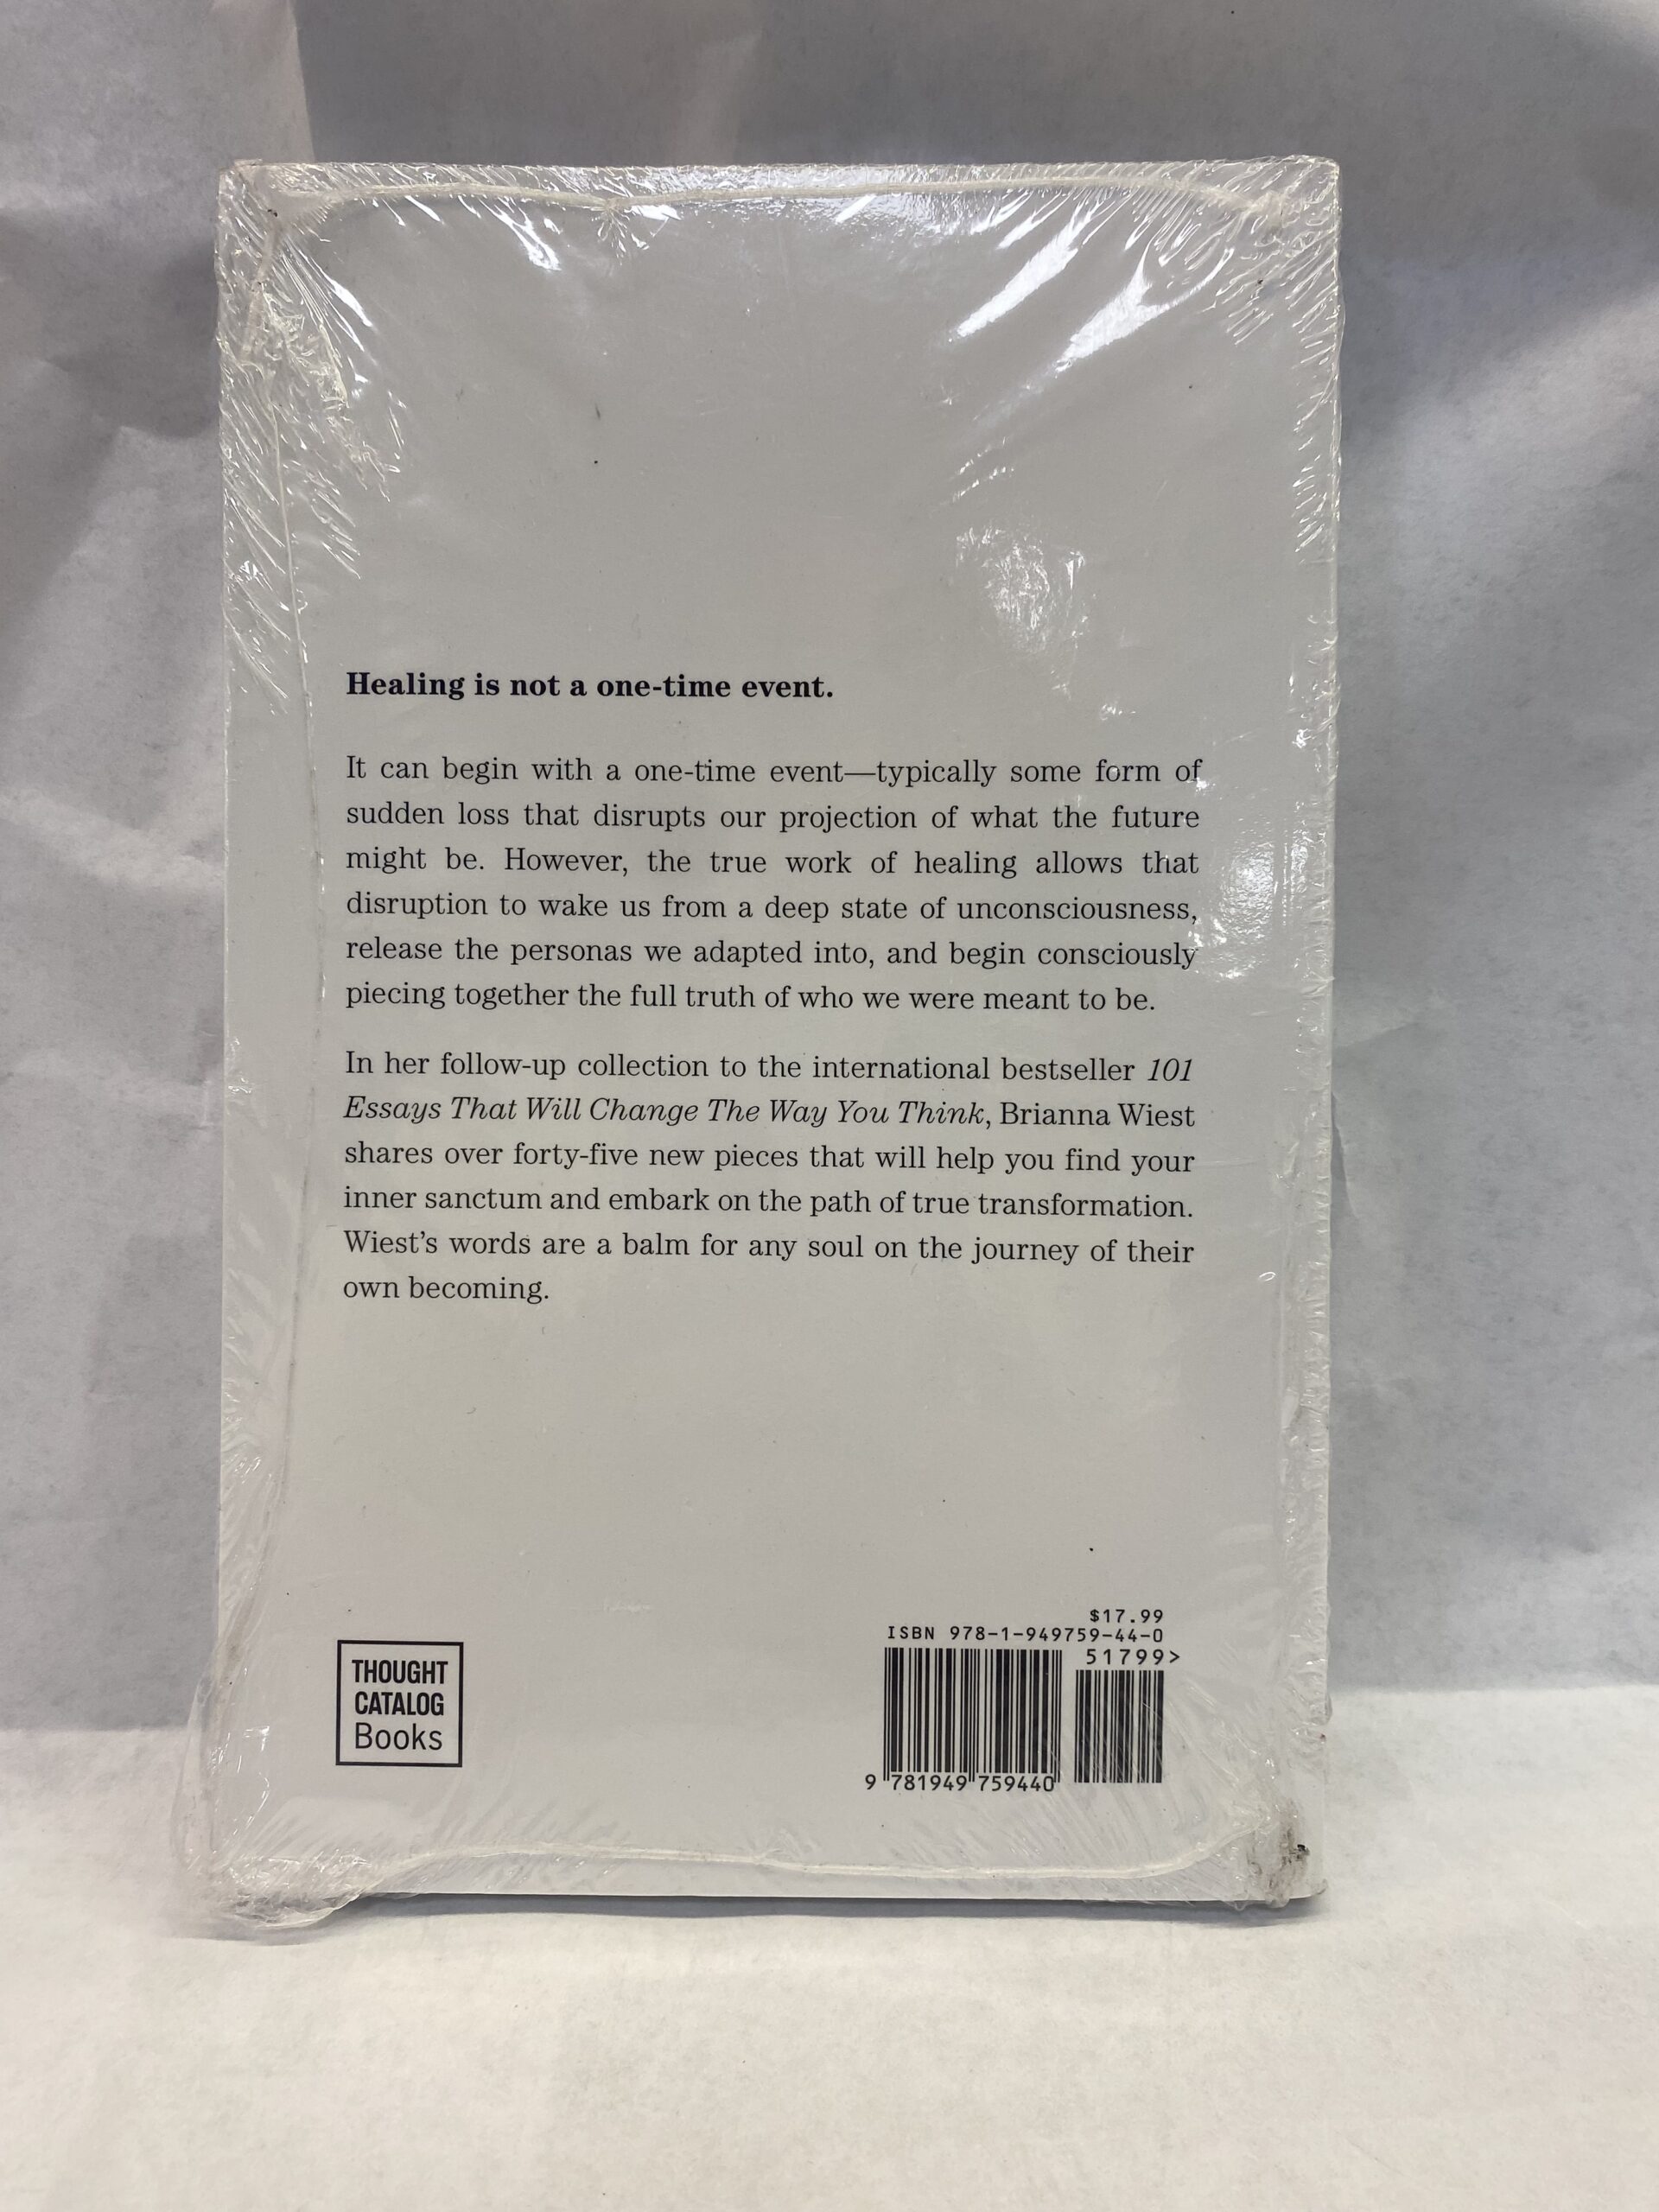 Healing is not a one-time event.
It can begin with a one-time event—typically some form of
sudden loss that disrupts our projection of what the future
might be. However, the true work of healing allows that
disruption to wake us from a deep state of unconsciousness,
release the personas we adapted into, and begin consciously
piecing together the full truth of who we were meant to be.
In her follow-up collection to the international bestseller 101
Essays That Will Change The Way You Think, Brianna Wiest
shares over forty-five new pieces that will help you find your
inner sanctum and embark on the path of true transformation.
Wiest’s words are a balm for any soul on the journey of their
own becoming.
THOUGHT
CATALOG
Books
$17.99
ISBN 978-1-949759-44-0
51799>
9 781949 759440